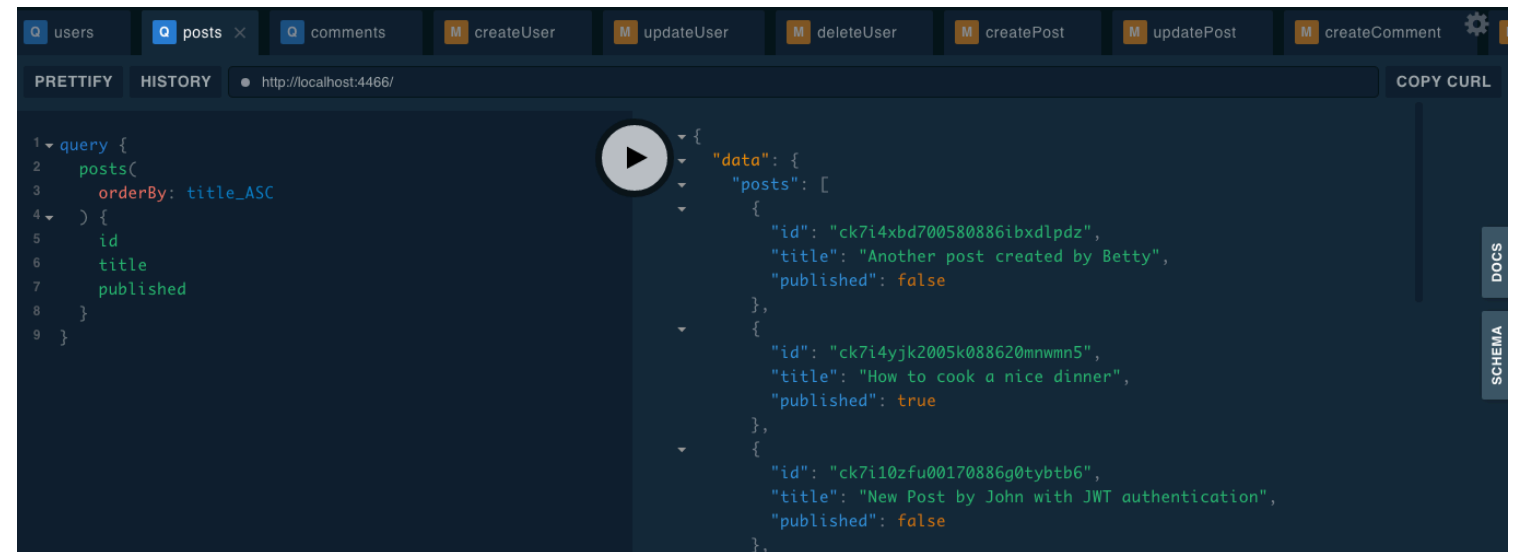 Q users
Q posts ×
Q comments
M createUser
M updateUser
M deleteUser
M createPost
M updatePost
M createComment
PRETTIFY
HISTORY
http://localhost:4466/
COPY CURL
1 query {
2 posts(
3 orderBy: title_ASC
4 ) {
5 id
6 title
7 published
8 }
9 }
{
"data": {
"posts": [
{
"id": "ck7i4xbd700580886ibxdlpdz",
"title": "Another post created by Betty",
"published": false
},
{
"id": "ck7i4yjk2005k088620mnwmn5",
"title": "How to cook a nice dinner",
"published": true
},
{
"id": "ck7i10zfu00170886g0tybtb6",
"title": "New Post by John with JWT authentication",
"published": false
},
DOCS
SCHEMA